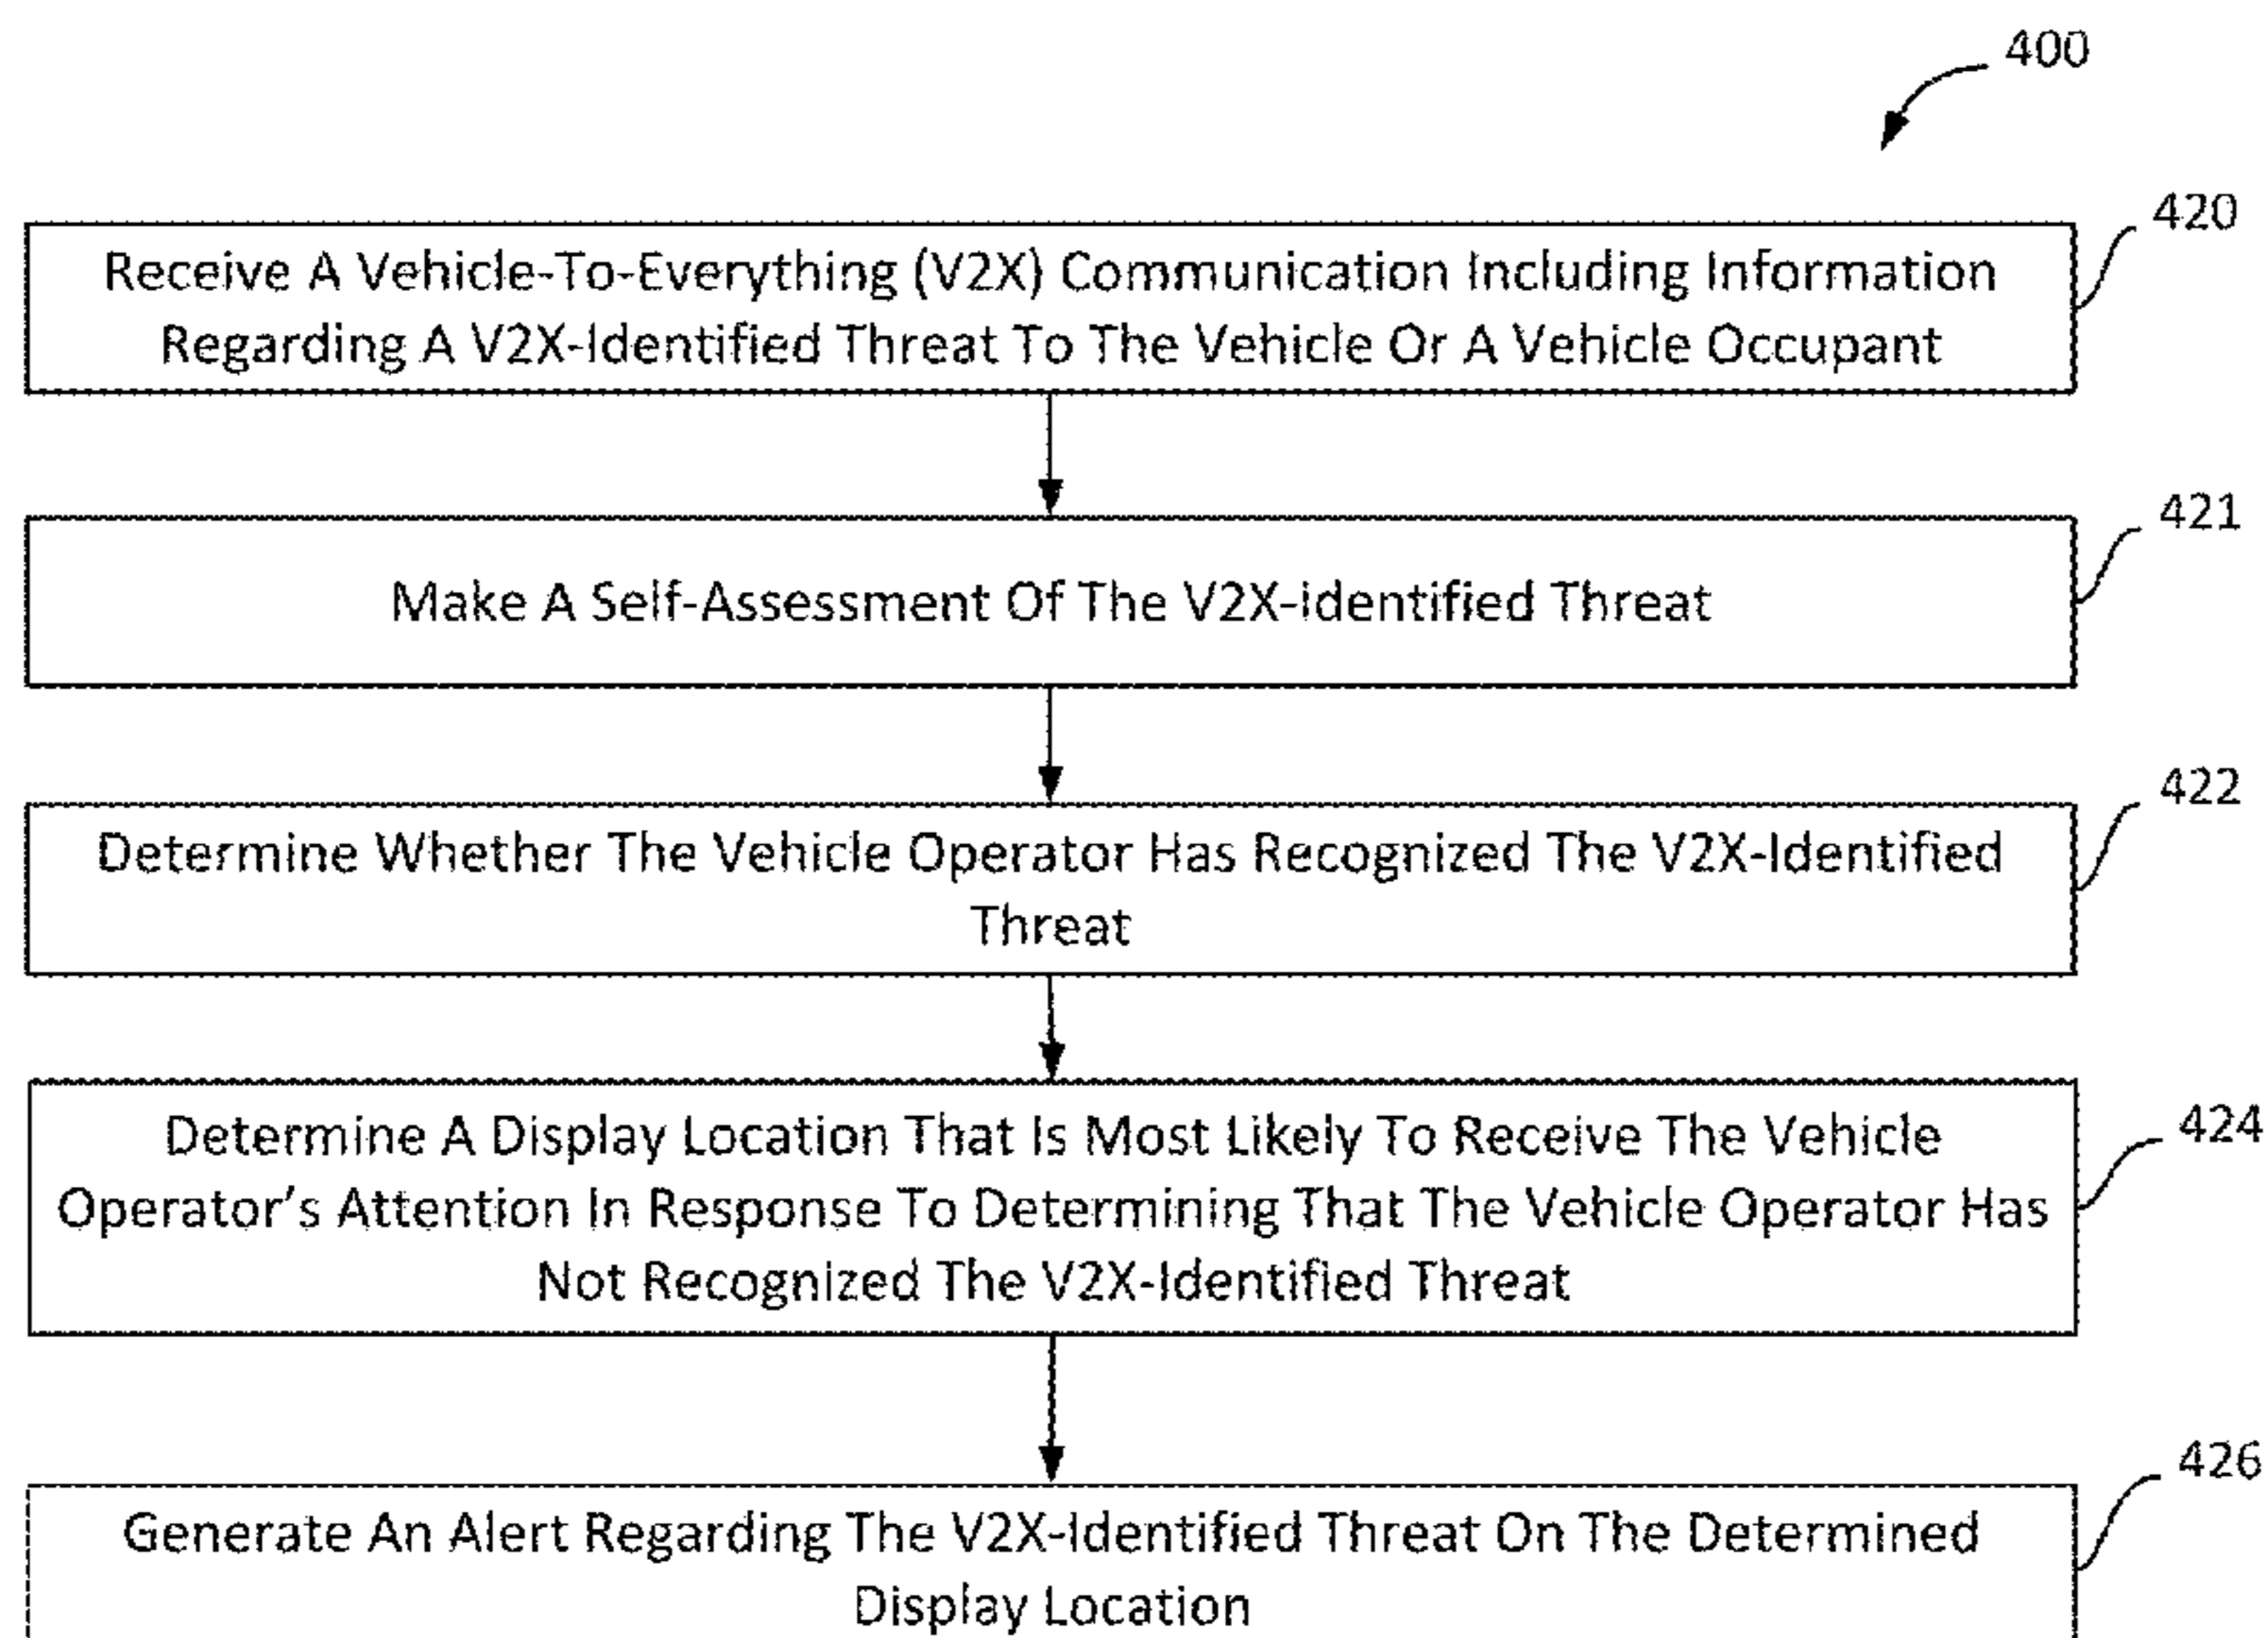 400
420
Receive A Vehicle-To-Everything (V2X) Communication Including Information
Regarding A V2X-Identified Threat To The Vehicle Or A Vehicle Occupant
421
Make A Self-Assessment Of The V2X-Identified Threat
422
Determine Whether The Vehicle Operator Has Recognized The V2X-Identified
Threat
424
Determine A Display Location That Is Most Likely To Receive The Vehicle
Operator's Attention In Response To Determining That The Vehicle Operator Has
Not Recognized The V2X-Identified Threat
426
Generate An Alert Regarding The V2X-Identified Threat On The Determined
Display Location